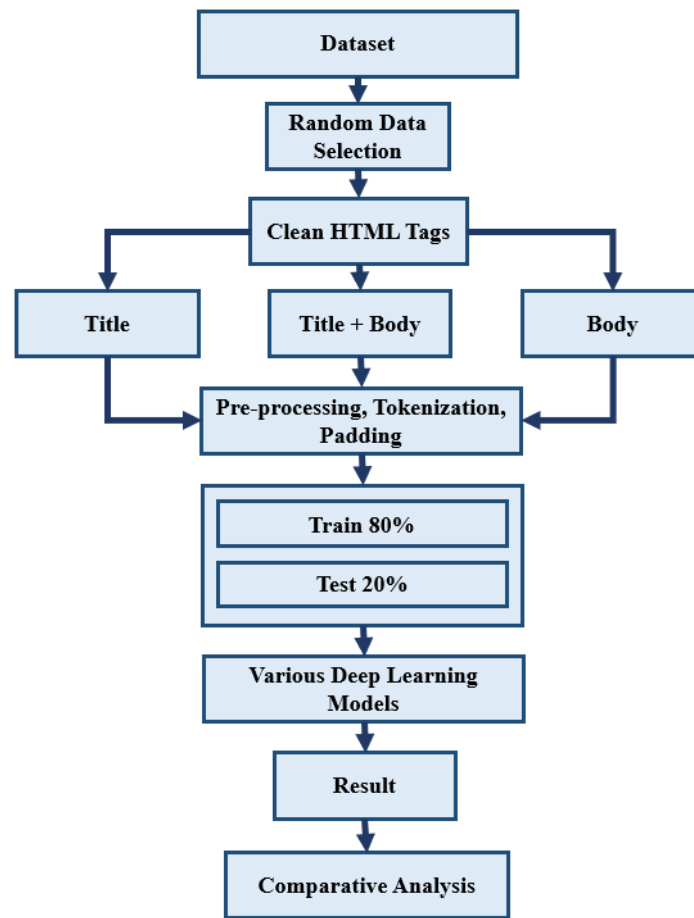 Dataset
Random Data
Selection
Clean HTML Tags
Title
Title + Body
Body
Pre-processing, Tokenization,
Padding
Train 80%
Test 20%
Various Deep Learning
Models
Result
Comparative Analysis